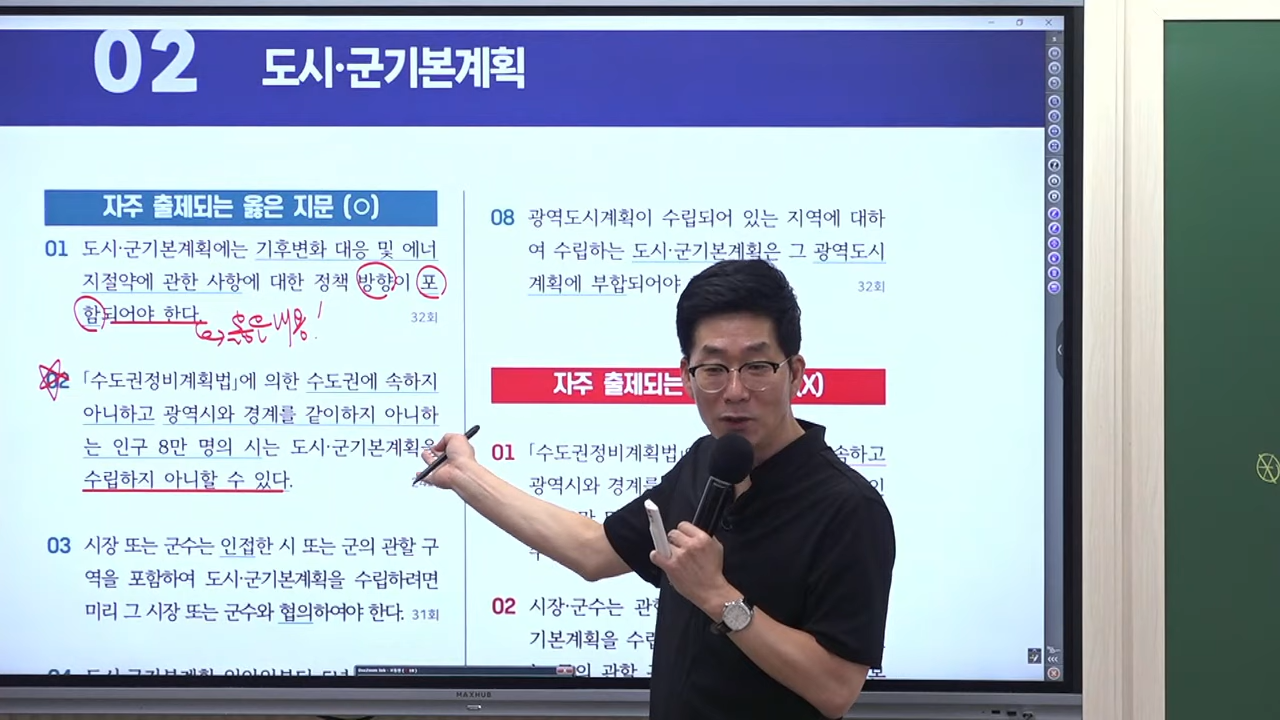 02 도시·군기본계획
자주 출제되는 옳은 지문 (○)
01 도시·군기본계획에는 기후변화 대응 및 에너
지절약에 관한 사항에 대한 정책 방향이 포
함되어야 한다.
옳은 내용!
32회
02 「수도권정비계획법」에 의한 수도권에 속하지
아니하고 광역시와 경계를 같이하지 아니하
는 인구 8만 명의 시는 도시·군기본계획을
수립하지 아니할 수 있다.
03 시장 또는 군수는 인접한 시 또는 군의 관할 구
역을 포함하여 도시·군기본계획을 수립하려면
미리 그 시장 또는 군수와 협의하여야 한다. 31회
08 광역도시계획이 수립되어 있는 지역에 대하
여 수립하는 도시·군기본계획은 그 광역도시
계획에 부합되어야
32회
자주 출제되는 (X)
01 「수도권정비계획법 속하고
광역시와 경계를 인
02 시장·군수는 관할
기본계획을 수립
MAXHUB